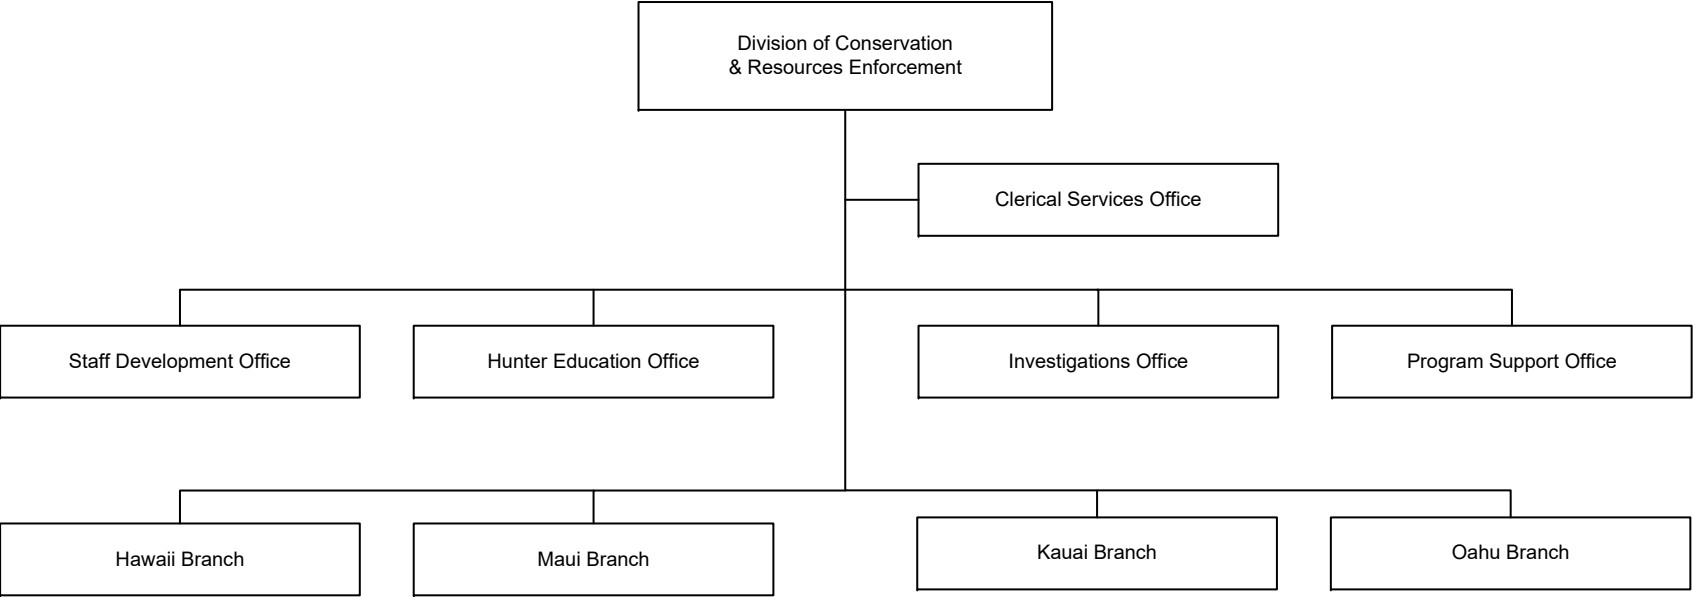 Division of Conservation
& Resources Enforcement
Clerical Services Office
Staff Development Office
Hunter Education Office
Investigations Office
Program Support Office
Hawaii Branch
Maui Branch
Kauai Branch
Oahu Branch